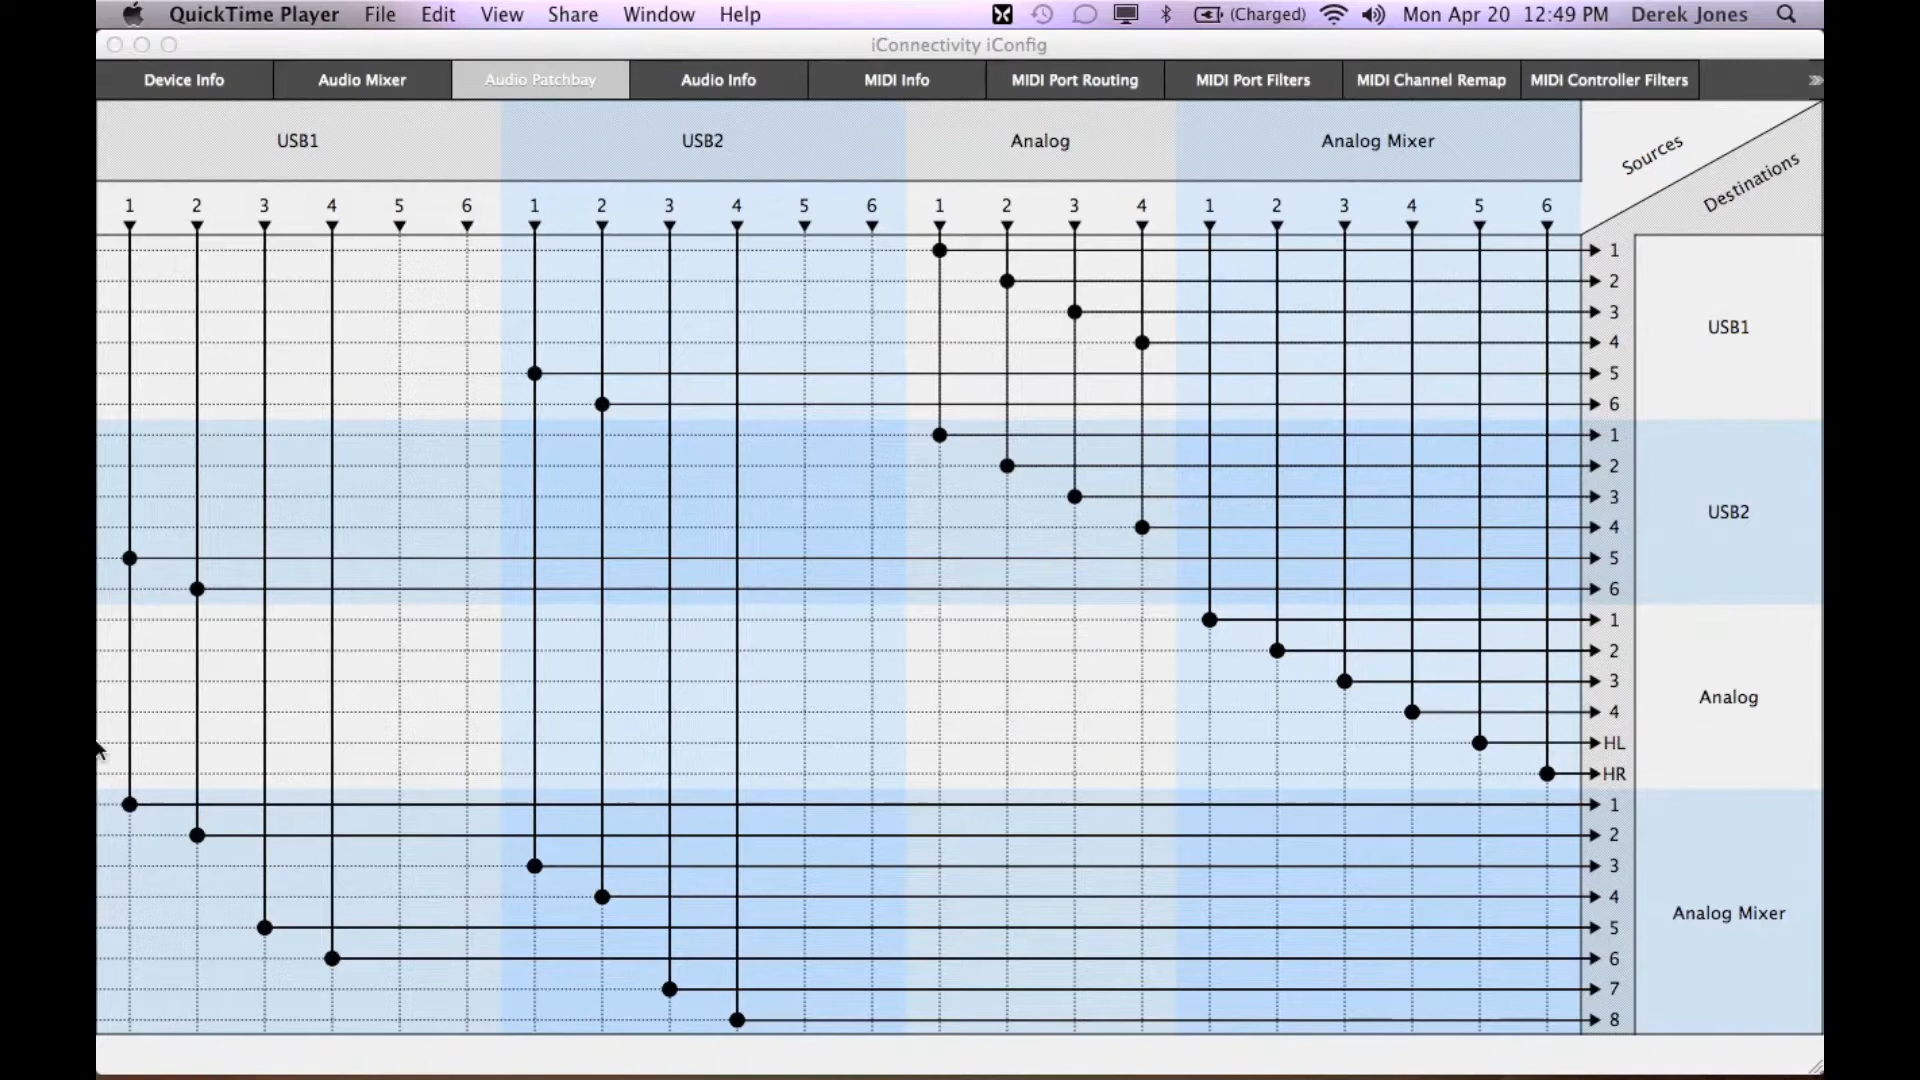 QuickTime Player File Edit View Share Window Help (Charged) Mon Apr 20 12:49 PM Derek Jones
iConnectivity iConfig
Device Info Audio Mixer Audio Patchbay Audio Info MIDI Info MIDI Port Routing MIDI Port Filters MIDI Channel Remap MIDI Controller Filters »
USB1 USB2 Analog Analog Mixer
Sources
Destinations
1 2 3 4 5 6 1 2 3 4 5 6 1 2 3 4 1 2 3 4 5 6
1
2
3
USB1
4
5
6
1
2
3
USB2
4
5
6
1
2
3
Analog
4
HL
HR
1
2
3
4
Analog Mixer
5
6
7
8